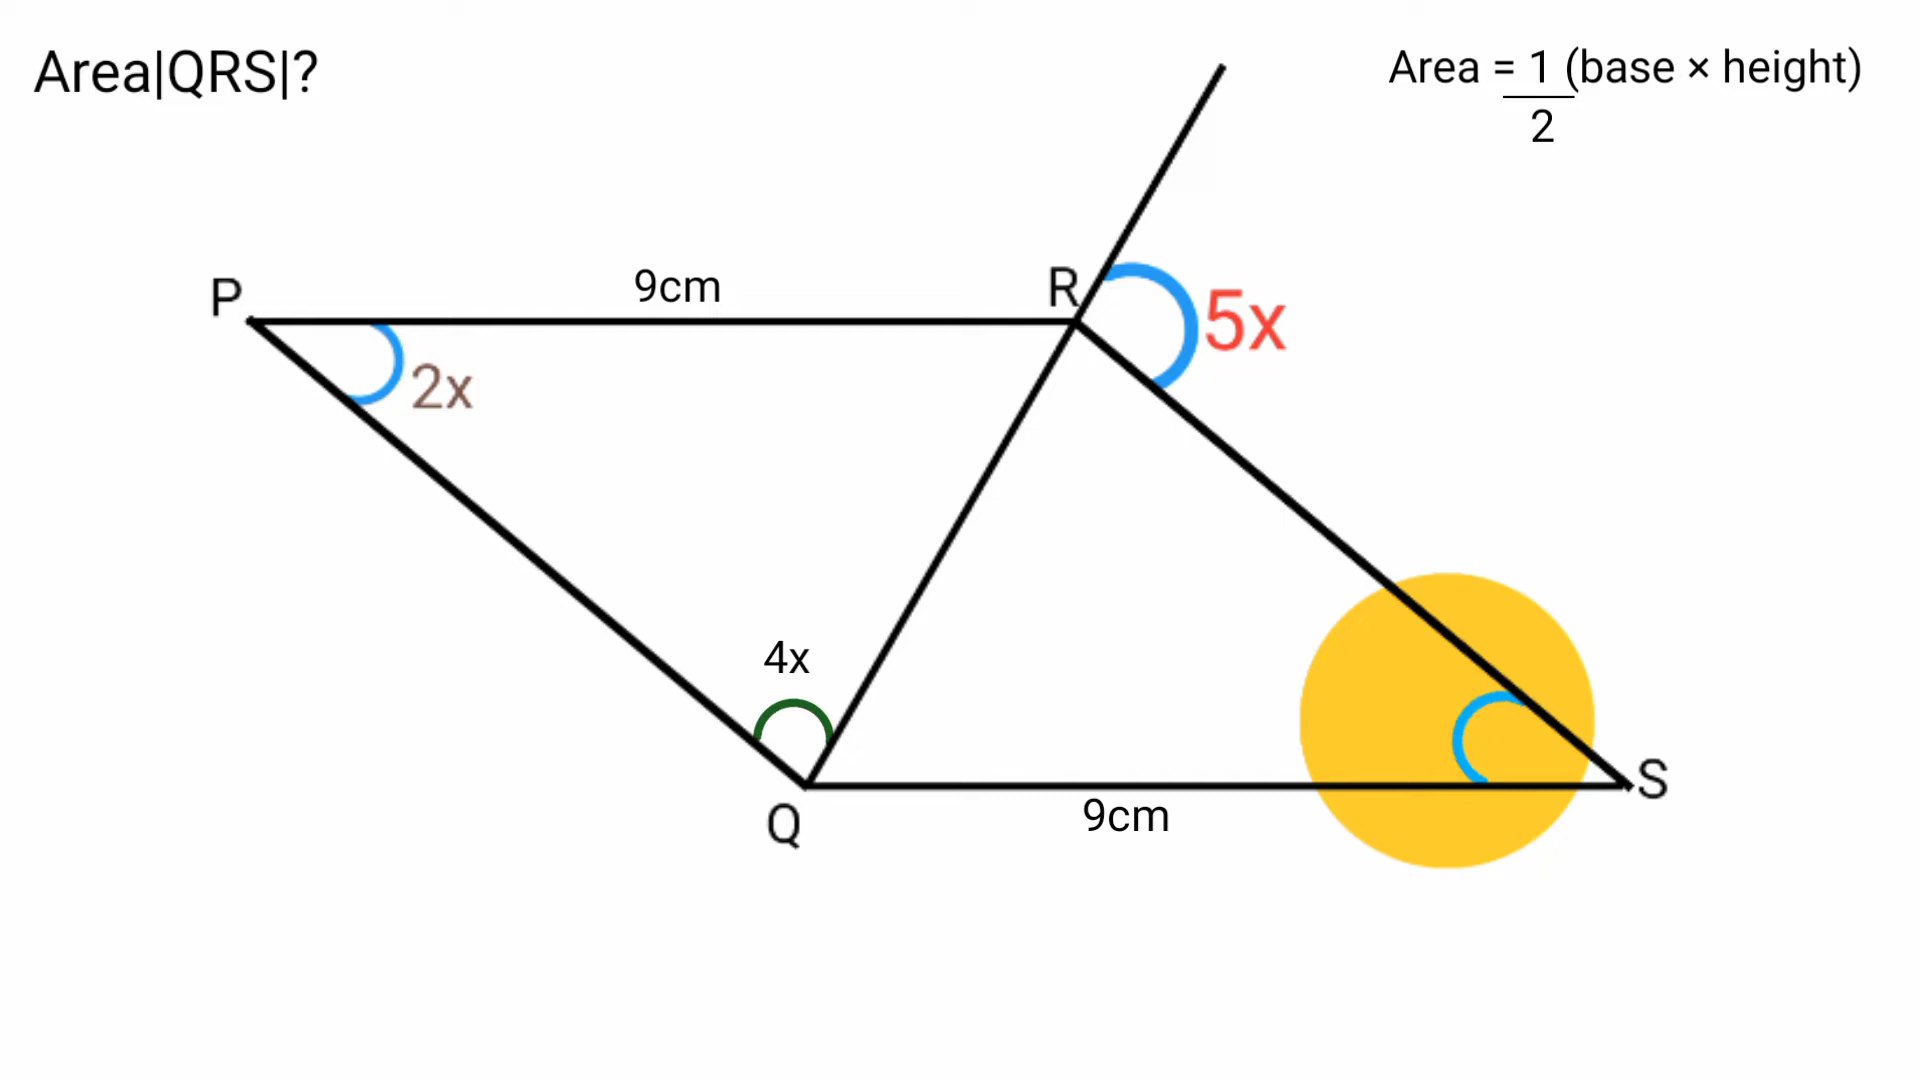 Area|QRS|?
Area = 1 (base × height)
2
P
9cm
R
5x
2x
4x
Q
9cm
S